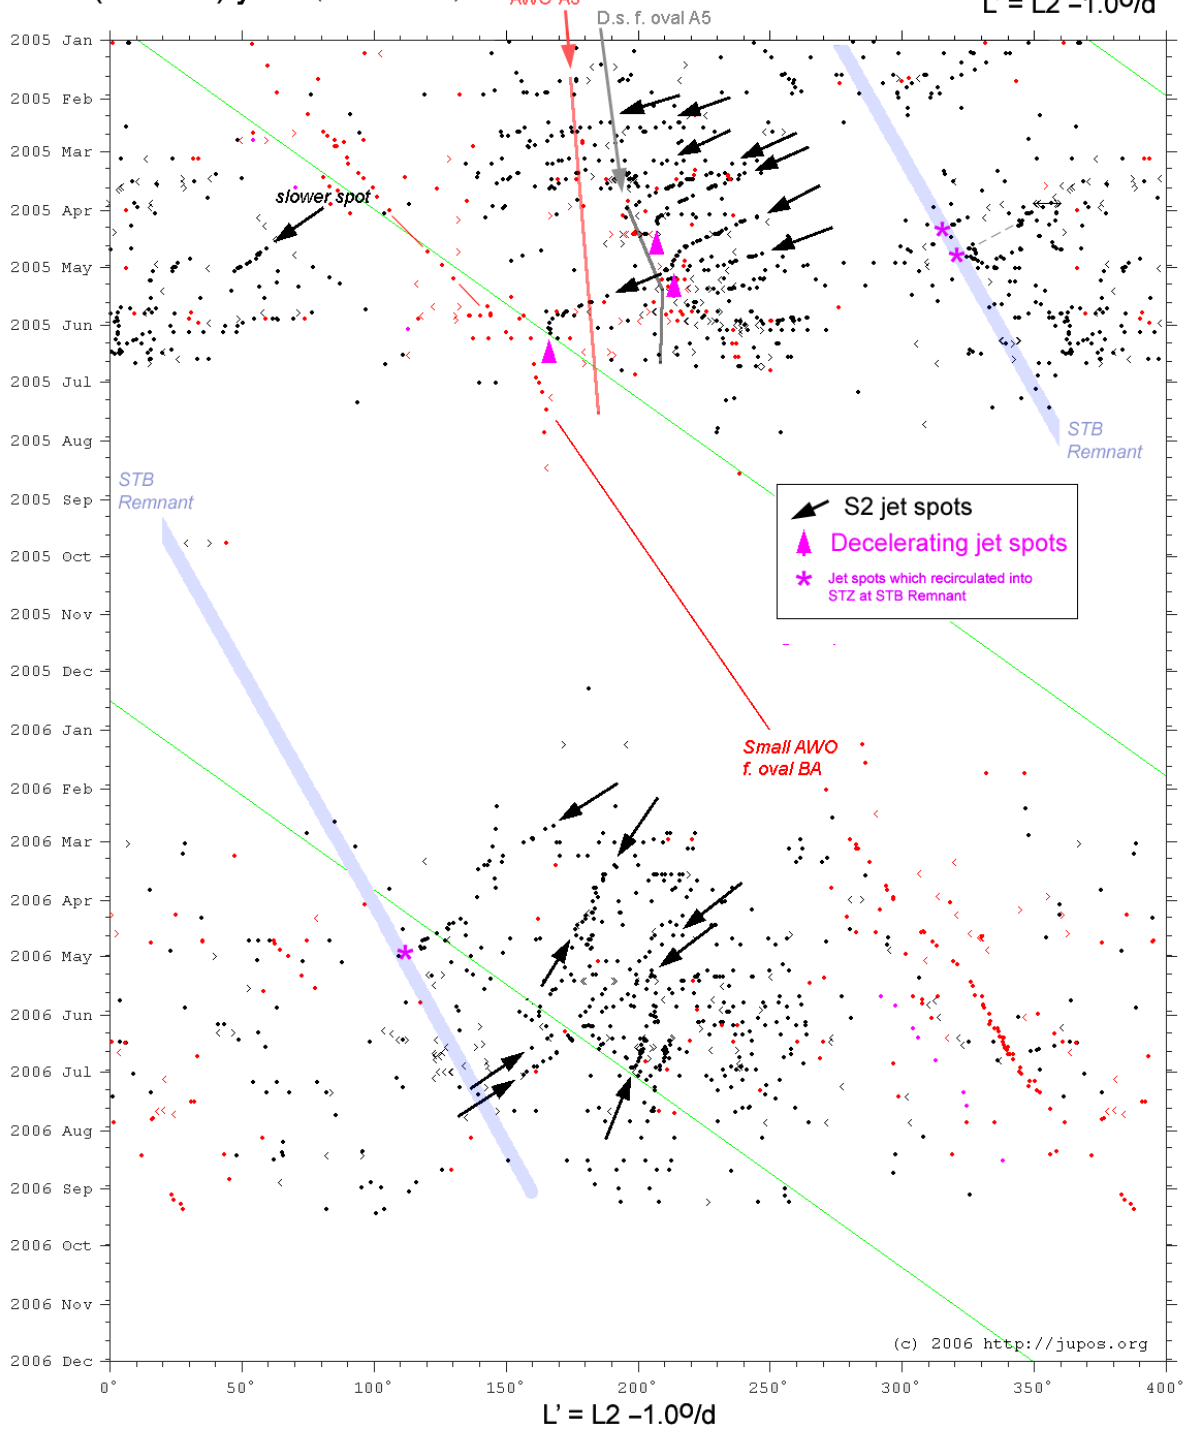 L' = L2 –1.0º/d
AWO A5
D.s. f. oval A5
2005 Jan
2005 Feb
2005 Mar
2005 Apr
2005 May
2005 Jun
2005 Jul
2005 Aug
2005 Sep
2005 Oct
2005 Nov
2005 Dec
2006 Jan
2006 Feb
2006 Mar
2006 Apr
2006 May
2006 Jun
2006 Jul
2006 Aug
2006 Sep
2006 Oct
2006 Nov
2006 Dec
slower spot
STB
Remnant
STB
Remnant
S2 jet spots
Decelerating jet spots
Jet spots which recirculated into
STZ at STB Remnant
Small AWO
f. oval BA
(c) 2006 http://jupos.org
0° 50° 100° 150° 200° 250° 300° 350° 400°
L' = L2 –1.0º/d